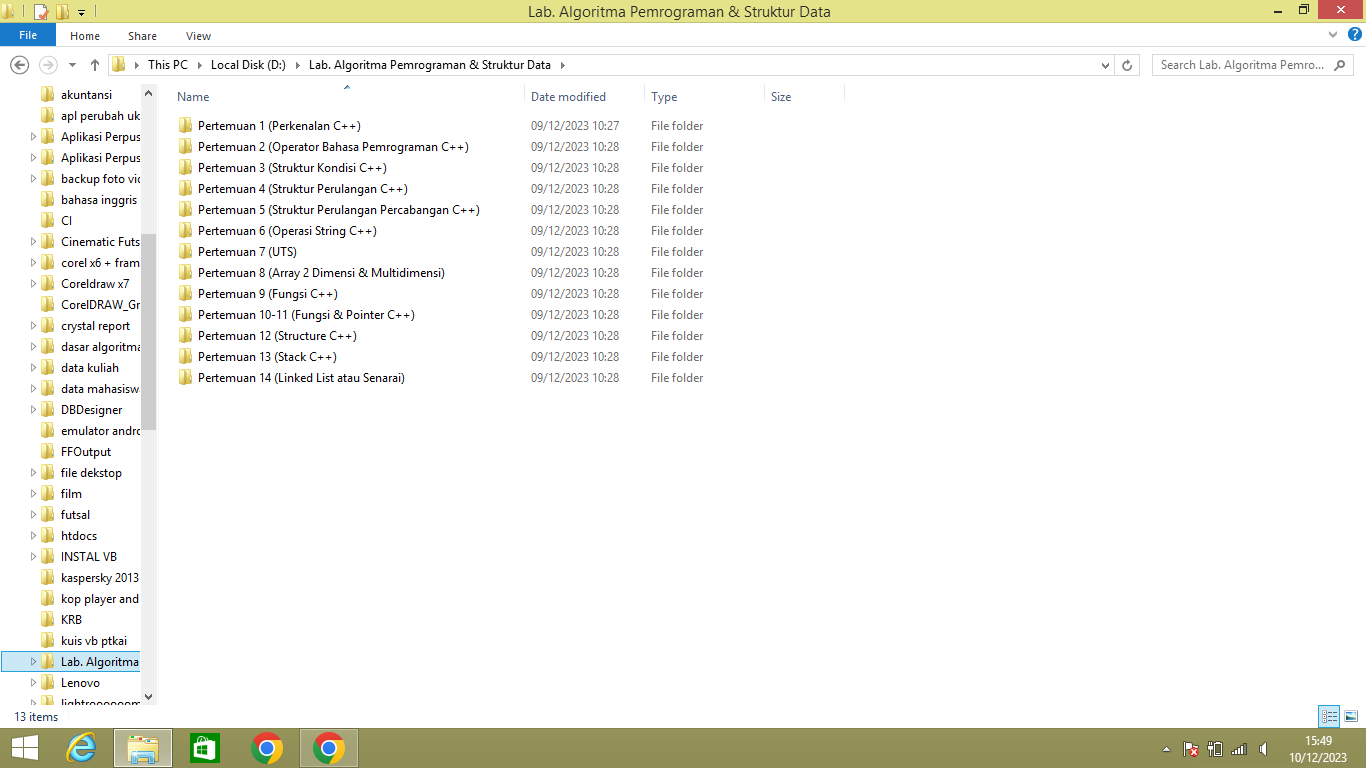 Lab. Algoritma Pemrograman & Struktur Data
File Home Share View
This PC Local Disk (D:) Lab. Algoritma Pemrograman & Struktur Data Search Lab. Algoritma Pemro...
Name Date modified Type Size
akuntansi
apl perubah uk
Aplikasi Perpus
Aplikasi Perpus
backup foto vid
bahasa inggris
CI
Cinematic Futs
corel x6 + fram
Coreldraw x7
CorelDRAW_Gr
crystal report
dasar algoritma
data kuliah
data mahasisw
DBDesigner
emulator andro
FFOutput
file dekstop
film
futsal
htdocs
INSTAL VB
kaspersky 2013
kop player and
KRB
kuis vb ptkai
Lab. Algoritma
Lenovo
lightroooooom
Pertemuan 1 (Perkenalan C++) 09/12/2023 10:27 File folder
Pertemuan 2 (Operator Bahasa Pemrograman C++) 09/12/2023 10:28 File folder
Pertemuan 3 (Struktur Kondisi C++) 09/12/2023 10:28 File folder
Pertemuan 4 (Struktur Perulangan C++) 09/12/2023 10:28 File folder
Pertemuan 5 (Struktur Perulangan Percabangan C++) 09/12/2023 10:28 File folder
Pertemuan 6 (Operasi String C++) 09/12/2023 10:28 File folder
Pertemuan 7 (UTS) 09/12/2023 10:28 File folder
Pertemuan 8 (Array 2 Dimensi & Multidimensi) 09/12/2023 10:28 File folder
Pertemuan 9 (Fungsi C++) 09/12/2023 10:28 File folder
Pertemuan 10-11 (Fungsi & Pointer C++) 09/12/2023 10:28 File folder
Pertemuan 12 (Structure C++) 09/12/2023 10:28 File folder
Pertemuan 13 (Stack C++) 09/12/2023 10:28 File folder
Pertemuan 14 (Linked List atau Senarai) 09/12/2023 10:28 File folder
13 items
15:49
10/12/2023